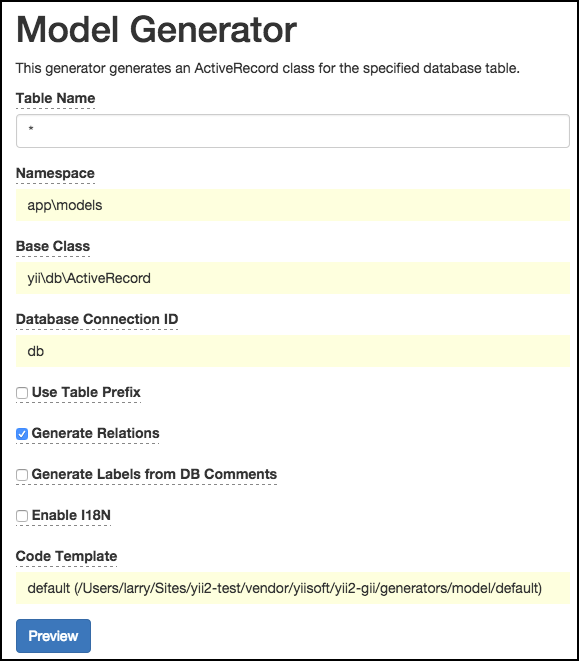 Model Generator
This generator generates an ActiveRecord class for the specified database table.
Table Name
*
Namespace
app\models
Base Class
yii\db\ActiveRecord
Database Connection ID
db
Use Table Prefix
Generate Relations
Generate Labels from DB Comments
Enable I18N
Code Template
default (/Users/larry/Sites/yii2-test/vendor/yiisoft/yii2-gii/generators/model/default)
Preview